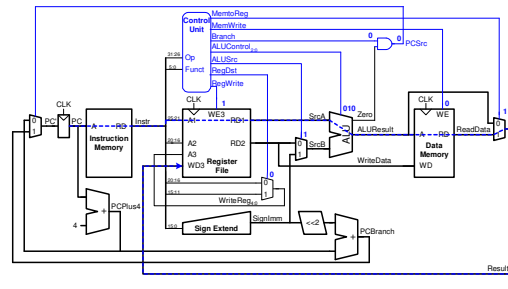 MemtoReg
Control Unit
MemWrite
Branch
0
0
ALUControl2:0
PCSrc
31:26
Op
ALUSrc
5:0
Funct
RegDst
RegWrite
CLK
CLK
CLK
1
010
0
1
0
1
PC'
PC
A
RD
Instr
25:21
A1
WE3
RD1
SrcA
Zero
WE
0
1
Instruction Memory
20:16
A2
RD2
0
1
1
SrcB
ALU
ALUResult
A
RD
ReadData
A3
Register File
Data Memory
WD3
WriteData
WD
20:16
0
0
15:11
1
PCPlus4
WriteReg4:0
SignImm
4
+
15:0
Sign Extend
<<2
+
PCBranch
Result